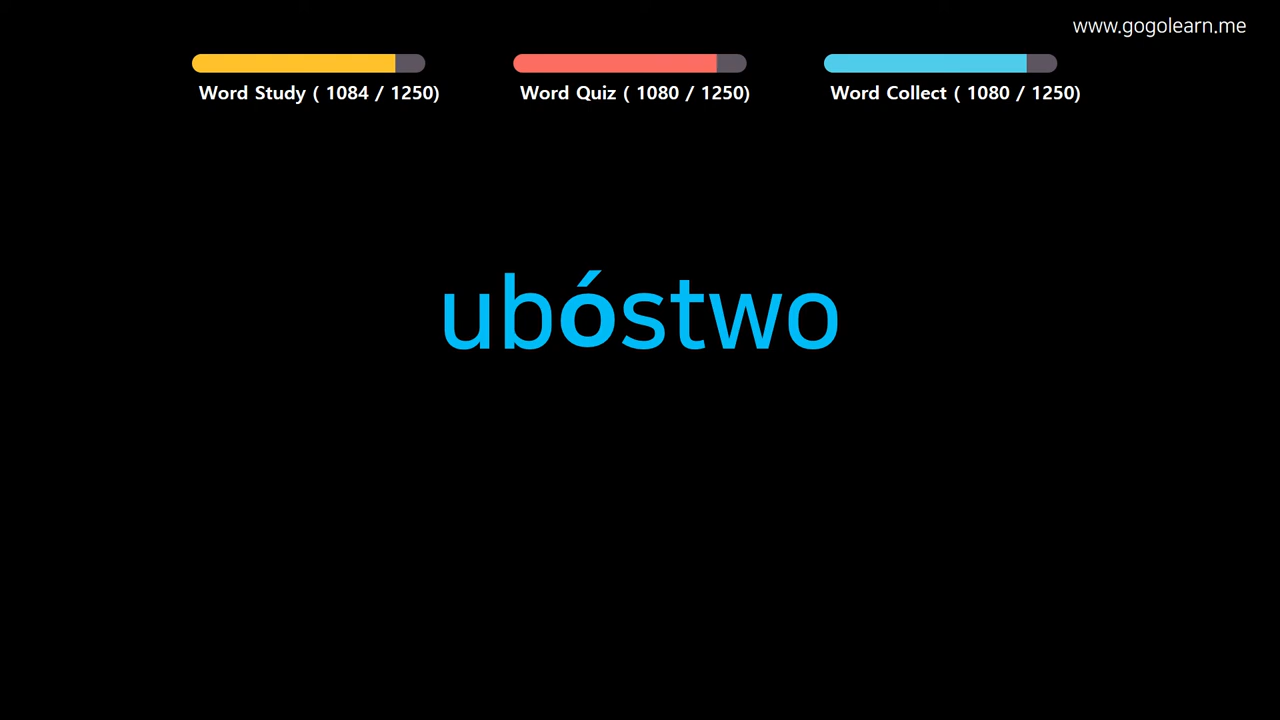 www.gogolearn.me
Word Study ( 1084 / 1250)
Word Quiz ( 1080 / 1250)
Word Collect ( 1080 / 1250)
ubóstwo